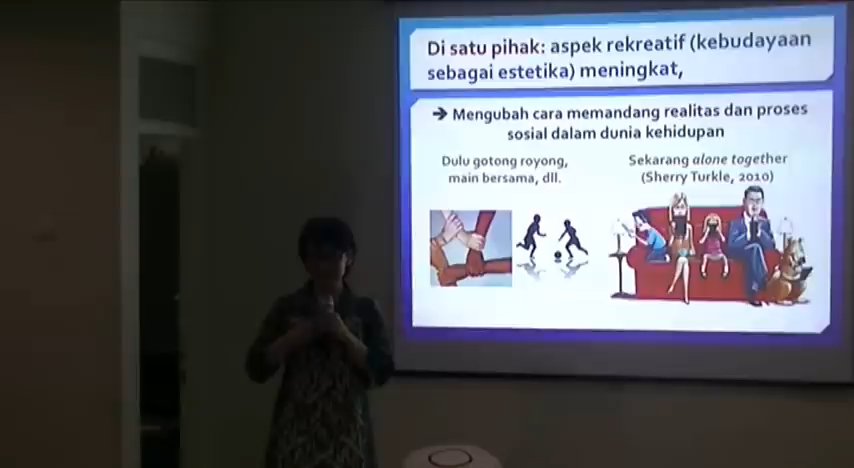 Di satu pihak: aspek rekreatif (kebudayaan
sebagai estetika) meningkat,
➔ Mengubah cara memandang realitas dan proses
sosial dalam dunia kehidupan
Dulu gotong royong,
main bersama, dll.
Sekarang alone together
(Sherry Turkle, 2010)